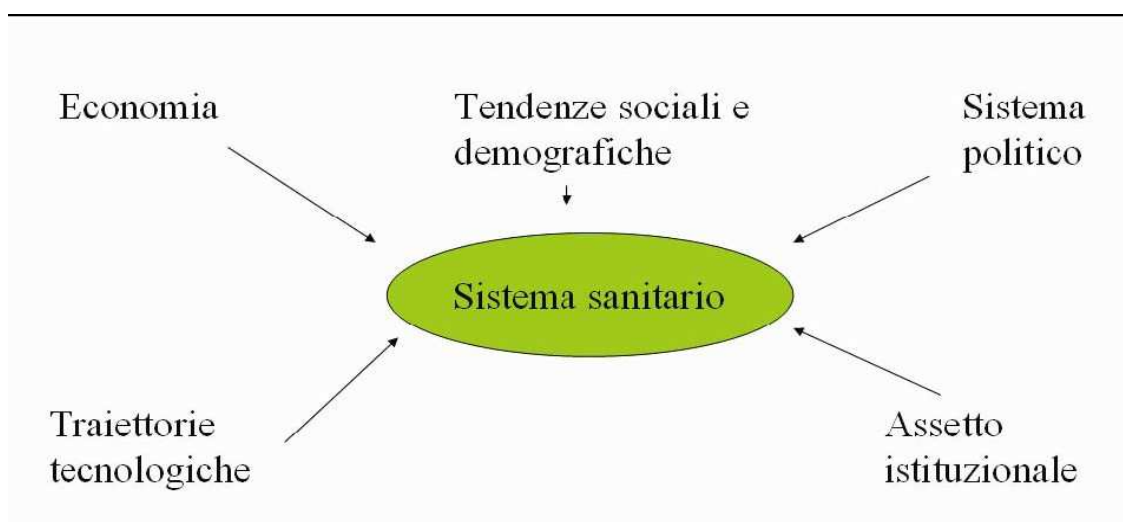 Economia
Tendenze sociali e
demografiche
Sistema
politico
Sistema sanitario
Traiettorie
tecnologiche
Assetto
istituzionale